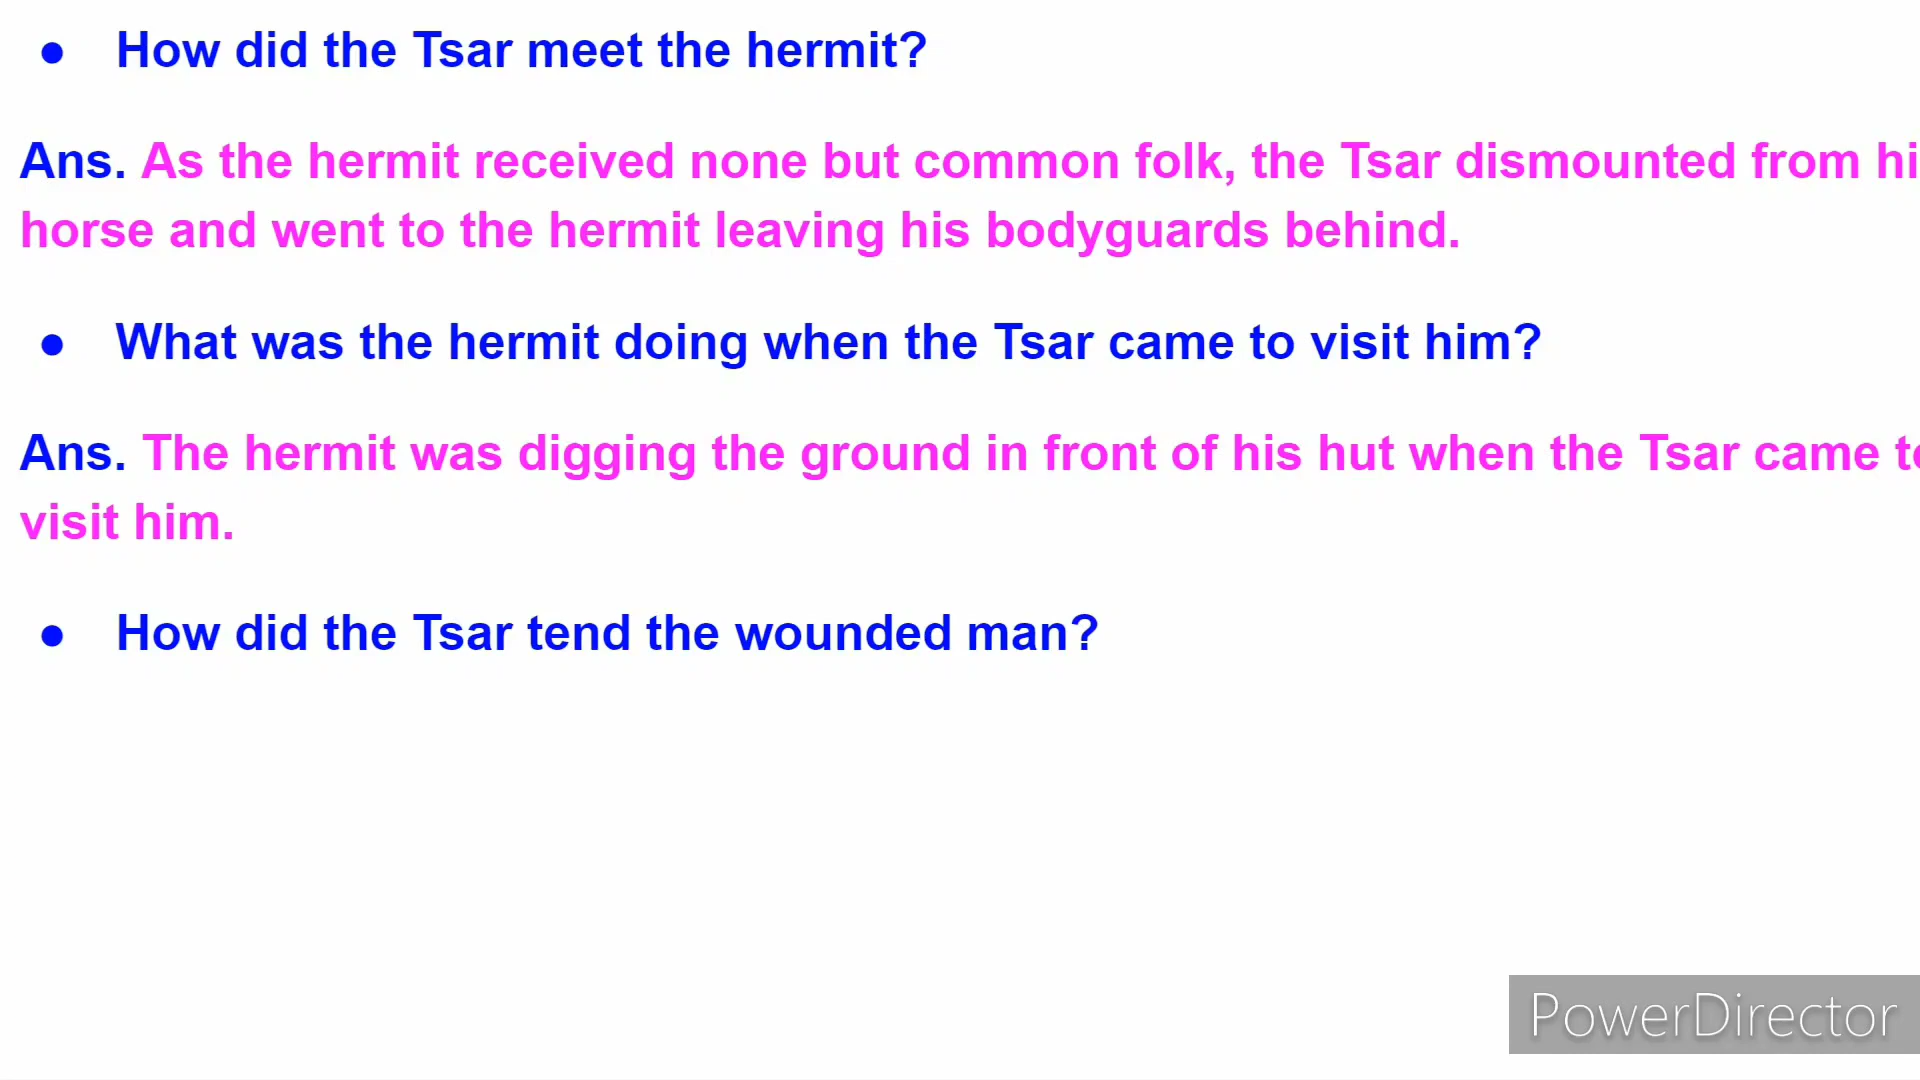 ● How did the Tsar meet the hermit?
Ans. As the hermit received none but common folk, the Tsar dismounted from hi
horse and went to the hermit leaving his bodyguards behind.
● What was the hermit doing when the Tsar came to visit him?
Ans. The hermit was digging the ground in front of his hut when the Tsar came to
visit him.
● How did the Tsar tend the wounded man?
PowerDirector